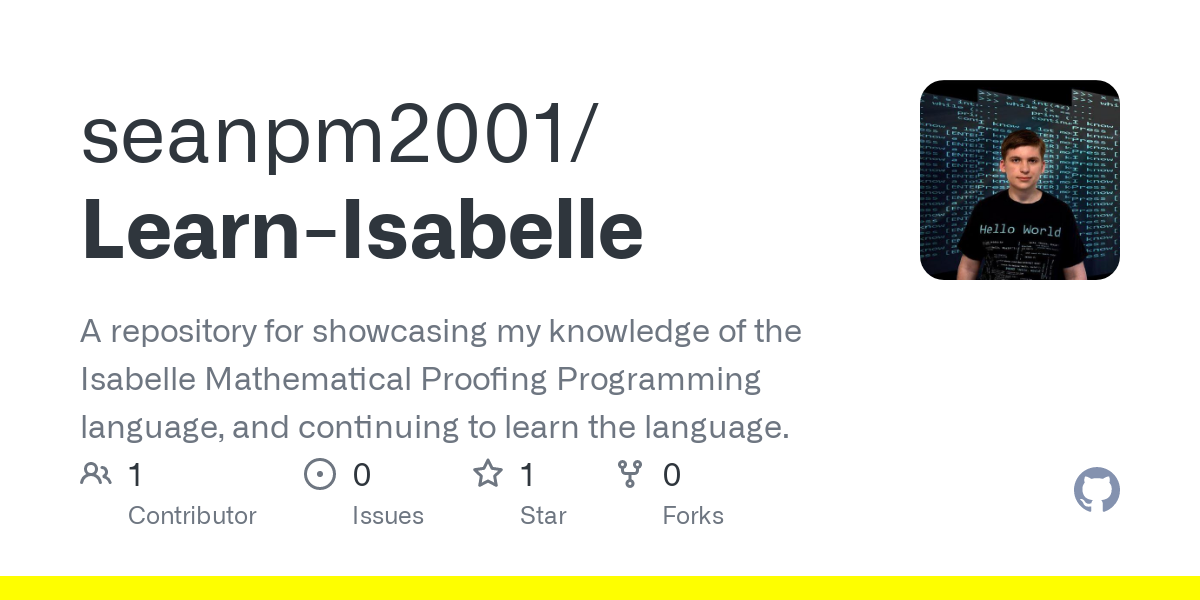 seanpm2001/
Learn-Isabelle
Hello World
A repository for showcasing my knowledge of the
Isabelle Mathematical Proofing Programming
language, and continuing to learn the language.
1
Contributor
0
Issues
1
Star
0
Forks